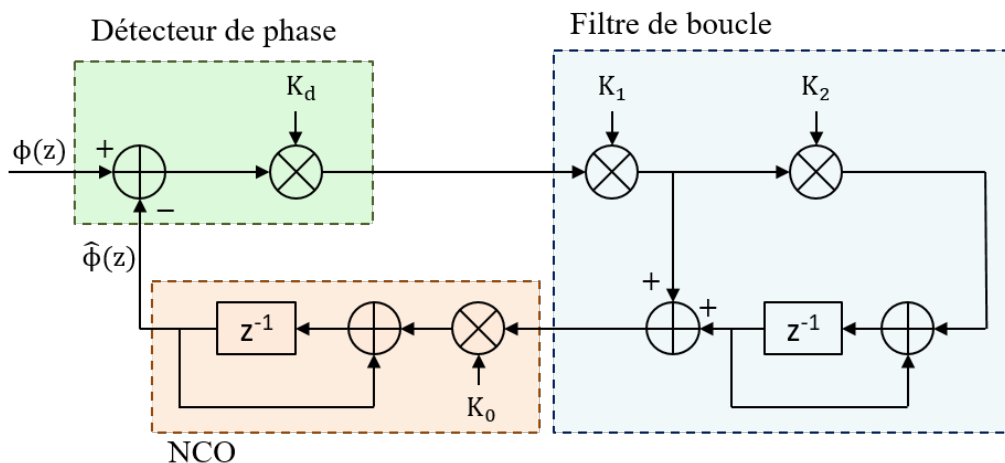 Détecteur de phase
Filtre de boucle
K_d
K_1
K_2
ϕ(z)
+
−
ϕ̂(z)
+
+
z⁻¹
z⁻¹
K_0
NCO